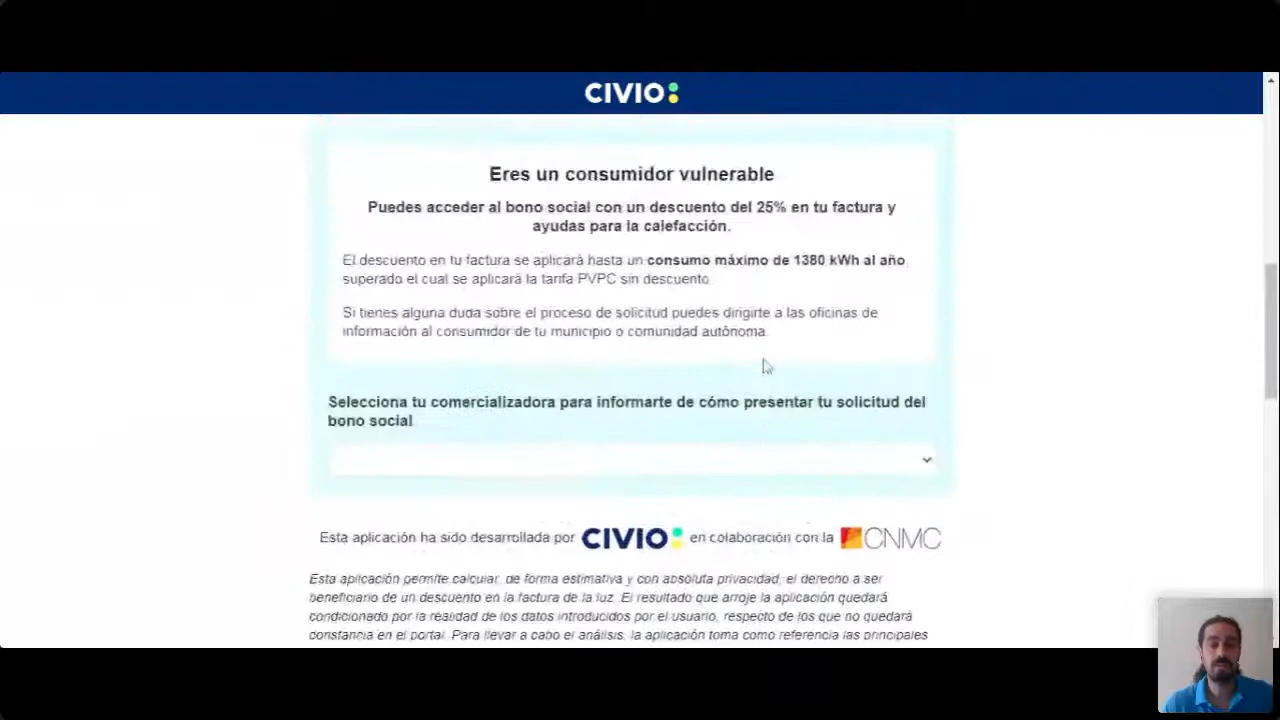 CIVIO
Eres un consumidor vulnerable
Puedes acceder al bono social con un descuento del 25% en tu factura y
ayudas para la calefacción.
El descuento en tu factura se aplicará hasta un consumo máximo de 1380 kWh al año,
superado el cual se aplicará la tarifa PVPC sin descuento.
Si tienes alguna duda sobre el proceso de solicitud puedes dirigirte a las oficinas de
información al consumidor de tu municipio o comunidad autónoma.
Selecciona tu comercializadora para informarte de cómo presentar tu solicitud del
bono social
Esta aplicación ha sido desarrollada por CIVIO en colaboración con la CNMC
Esta aplicación permite calcular, de forma estimativa y con absoluta privacidad, el derecho a ser
beneficiario de un descuento en la factura de la luz. El resultado que arroje la aplicación quedará
condicionado por la realidad de los datos introducidos por el usuario, respecto de los que no quedará
constancia en el portal. Para llevar a cabo el análisis, la aplicación toma como referencia las principales